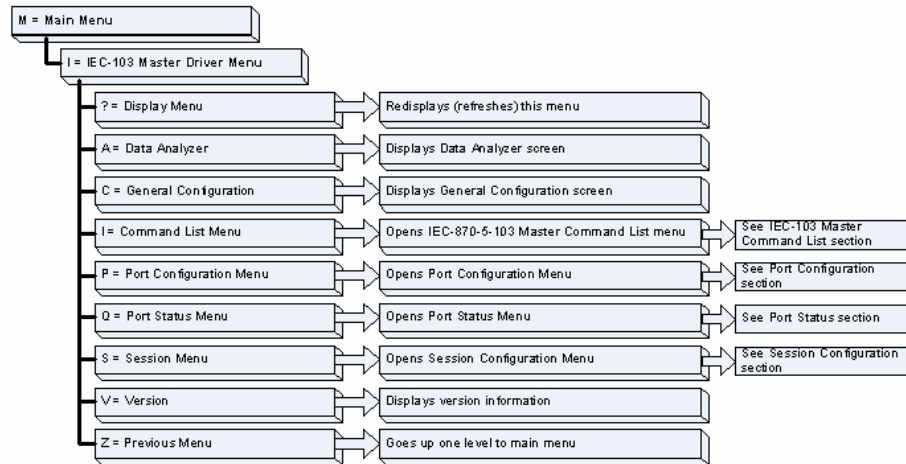 M = Main Menu
I = IEC-103 Master Driver Menu
? = Display Menu
Redisplays (refreshes) this menu
A = Data Analyzer
Displays Data Analyzer screen
C = General Configuration
Displays General Configuration screen
I = Command List Menu
Opens IEC-870-5-103 Master Command List menu
See IEC-103 Master
Command List section
P = Port Configuration Menu
Opens Port Configuration Menu
See Port Configuration
section
Q = Port Status Menu
Opens Port Status Menu
See Port Status section
S = Session Menu
Opens Session Configuration Menu
See Session Configuration
section
V = Version
Displays version information
Z = Previous Menu
Goes up one level to main menu